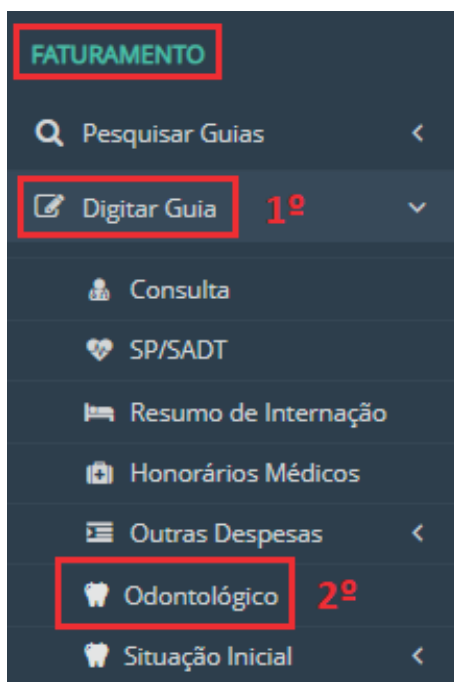 FATURAMENTO
Pesquisar Guias
Digitar Guia 1º
Consulta
SP/SADT
Resumo de Internação
Honorários Médicos
Outras Despesas
Odontológico 2º
Situação Inicial